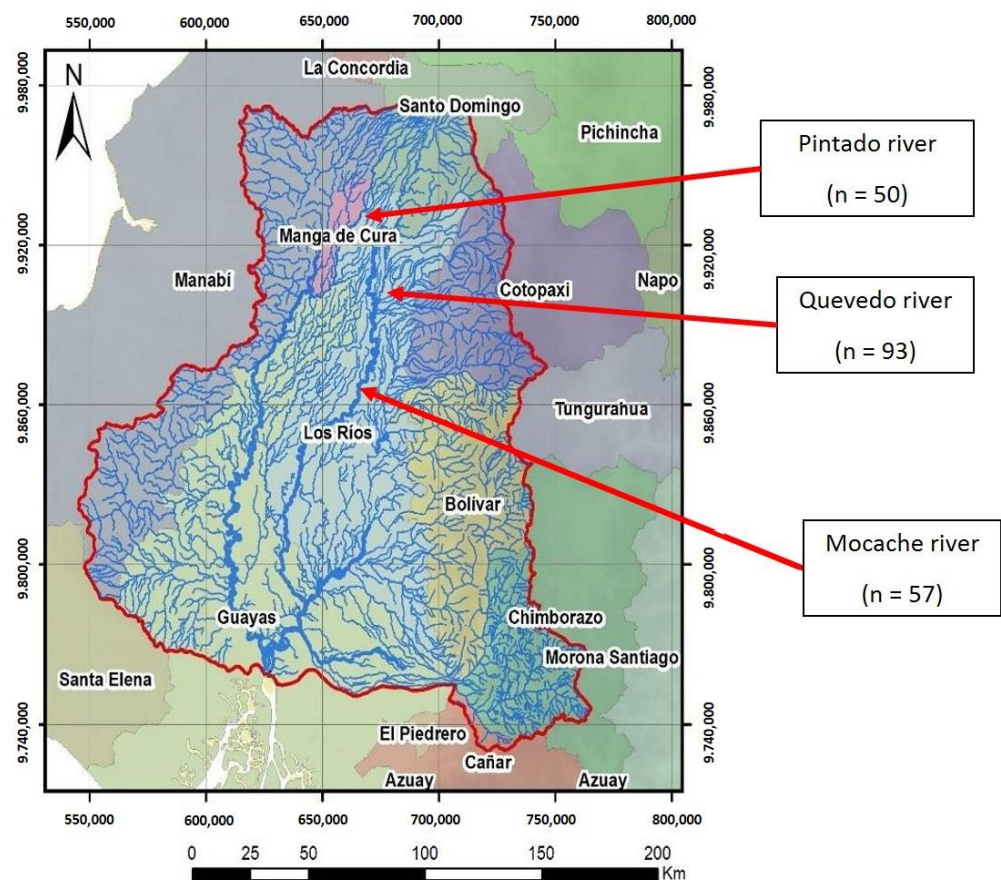 550,000 600,000 650,000 700,000 750,000 800,000
9.980,000
9.920,000
9.860,000
9.800,000
9.740,000
N
La Concordia
Santo Domingo
Pichincha
Manga de Cura
Manabí
Cotopaxi
Napo
Tungurahua
Los Ríos
Bolívar
Guayas
Chimborazo
Morona Santiago
Santa Elena
El Piedrero
Cañar
Azuay
Azuay
9.980,000
9.920,000
9.860,000
9.800,000
9.740,000
550,000 600,000 650,000 700,000 750,000 800,000
0 25 50 100 150 200
Km
Pintado river
(n = 50)
Quevedo river
(n = 93)
Mocache river
(n = 57)